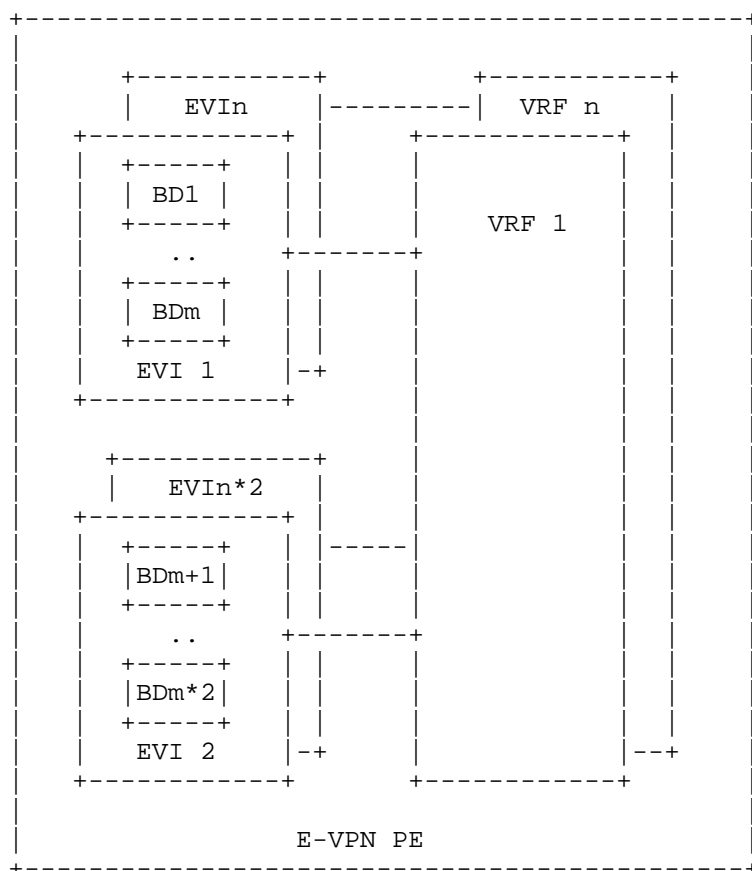 EVIn VRF n
BD1
VRF 1
..
BDm
EVI 1
EVIn*2
BDm+1
..
BDm*2
EVI 2
E-VPN PE